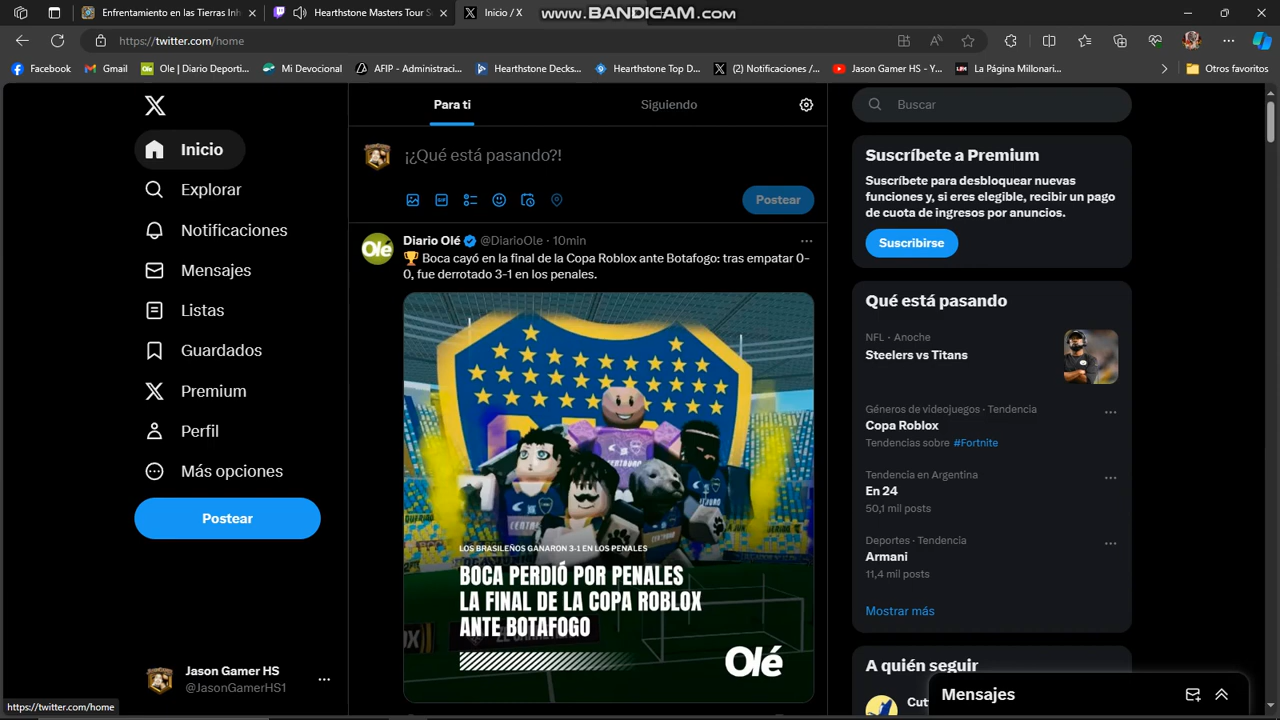 Enfrentamiento en las Tierras Inh
Hearthstone Masters Tour S
Inicio / X
www.BANDICAM.com
https://twitter.com/home
Facebook
Gmail
Ole | Diario Deporti...
Mi Devocional
AFIP - Administraci...
Hearthstone Decks...
Hearthstone Top D...
(2) Notificaciones /...
Jason Gamer HS - Y...
La Página Millonari...
Otros favoritos
Inicio
Explorar
Notificaciones
Mensajes
Listas
Guardados
Premium
Perfil
Más opciones
Postear
Jason Gamer HS
@JasonGamerHS1
https://twitter.com/home
Para ti
Siguiendo
¡¿Qué está pasando?!
GIF
Postear
Olé
Diario Olé @DiarioOle · 10min
🏆 Boca cayó en la final de la Copa Roblox ante Botafogo: tras empatar 0-
0, fue derrotado 3-1 en los penales.
LOS BRASILEÑOS GANARON 3-1 EN LOS PENALES
BOCA PERDIÓ POR PENALES
LA FINAL DE LA COPA ROBLOX
ANTE BOTAFOGO
Olé
Buscar
Suscríbete a Premium
Suscríbete para desbloquear nuevas
funciones y, si eres elegible, recibir un pago
de cuota de ingresos por anuncios.
Suscribirse
Qué está pasando
NFL · Anoche
Steelers vs Titans
Géneros de videojuegos · Tendencia
Copa Roblox
Tendencias sobre #Fortnite
Tendencia en Argentina
En 24
50,1 mil posts
Deportes · Tendencia
Armani
11,4 mil posts
Mostrar más
A quién seguir
Mensajes